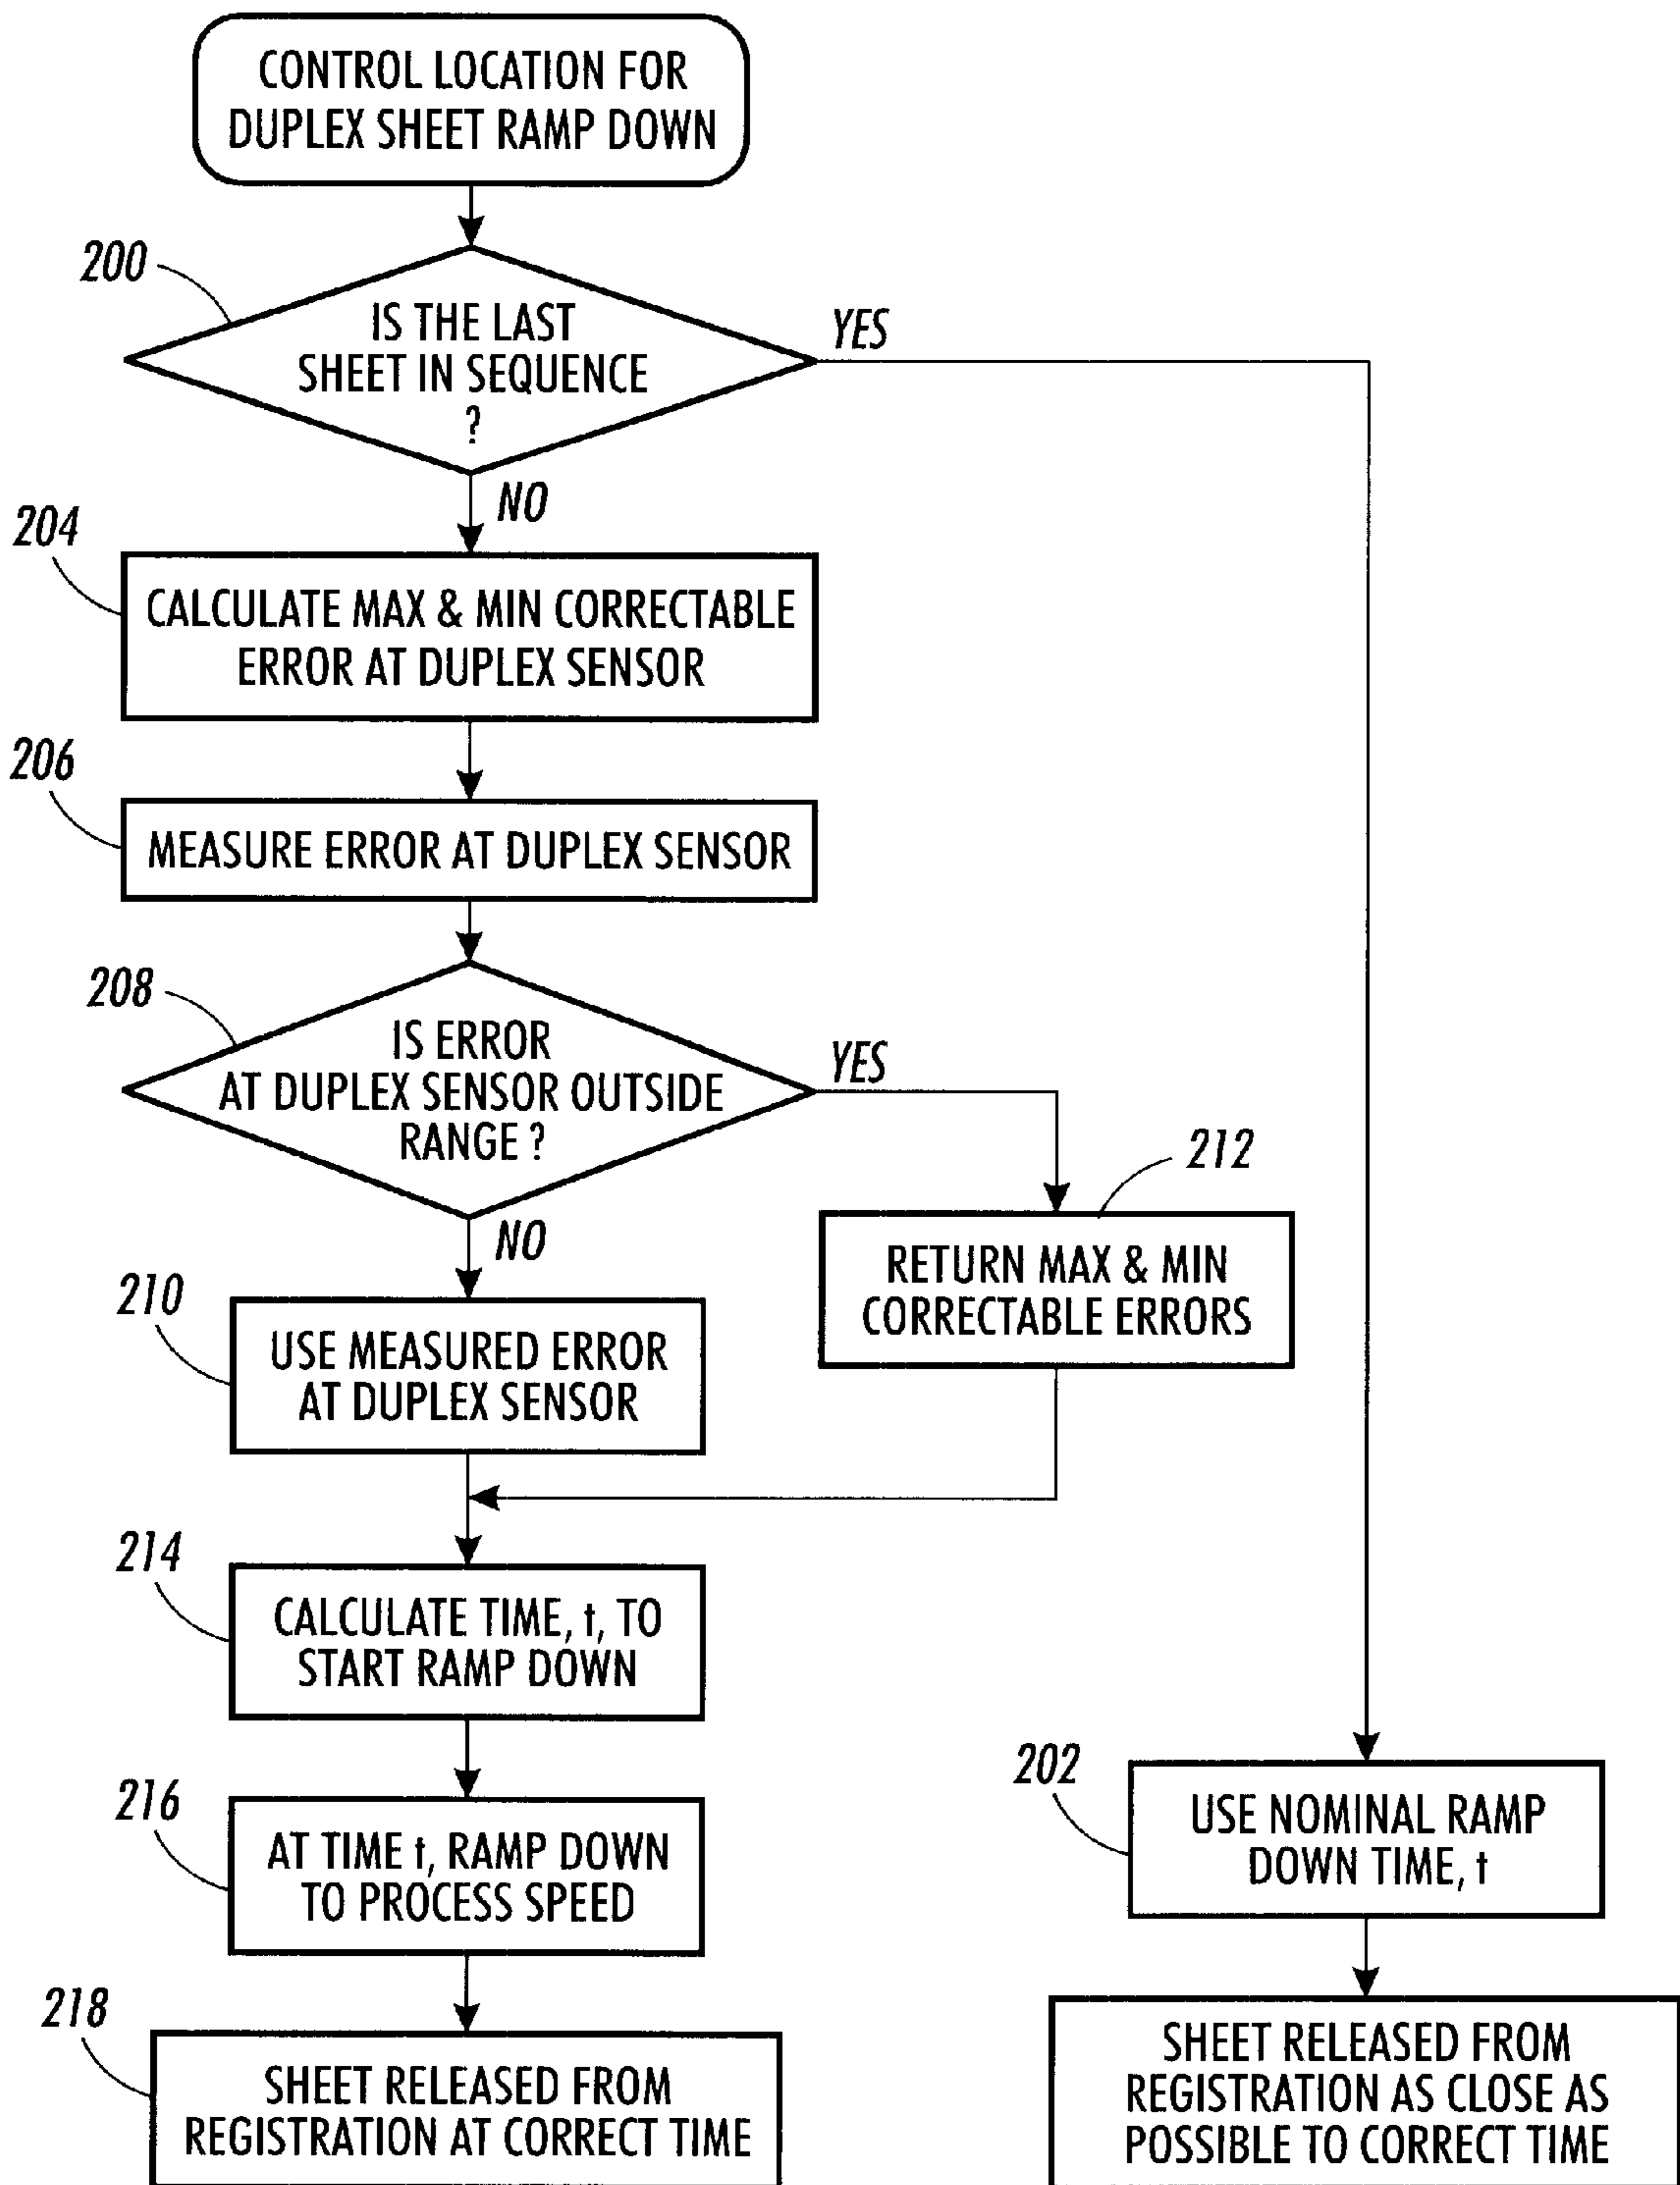 CONTROL LOCATION FOR
DUPLEX SHEET RAMP DOWN
200
IS THE LAST
SHEET IN SEQUENCE
?
YES
NO
204
CALCULATE MAX & MIN CORRECTABLE
ERROR AT DUPLEX SENSOR
206
MEASURE ERROR AT DUPLEX SENSOR
208
IS ERROR
AT DUPLEX SENSOR OUTSIDE
RANGE ?
YES
NO
212
RETURN MAX & MIN
CORRECTABLE ERRORS
210
USE MEASURED ERROR
AT DUPLEX SENSOR
214
CALCULATE TIME, t, TO
START RAMP DOWN
216
AT TIME t, RAMP DOWN
TO PROCESS SPEED
218
SHEET RELEASED FROM
REGISTRATION AT CORRECT TIME
202
USE NOMINAL RAMP
DOWN TIME, t
SHEET RELEASED FROM
REGISTRATION AS CLOSE AS
POSSIBLE TO CORRECT TIME